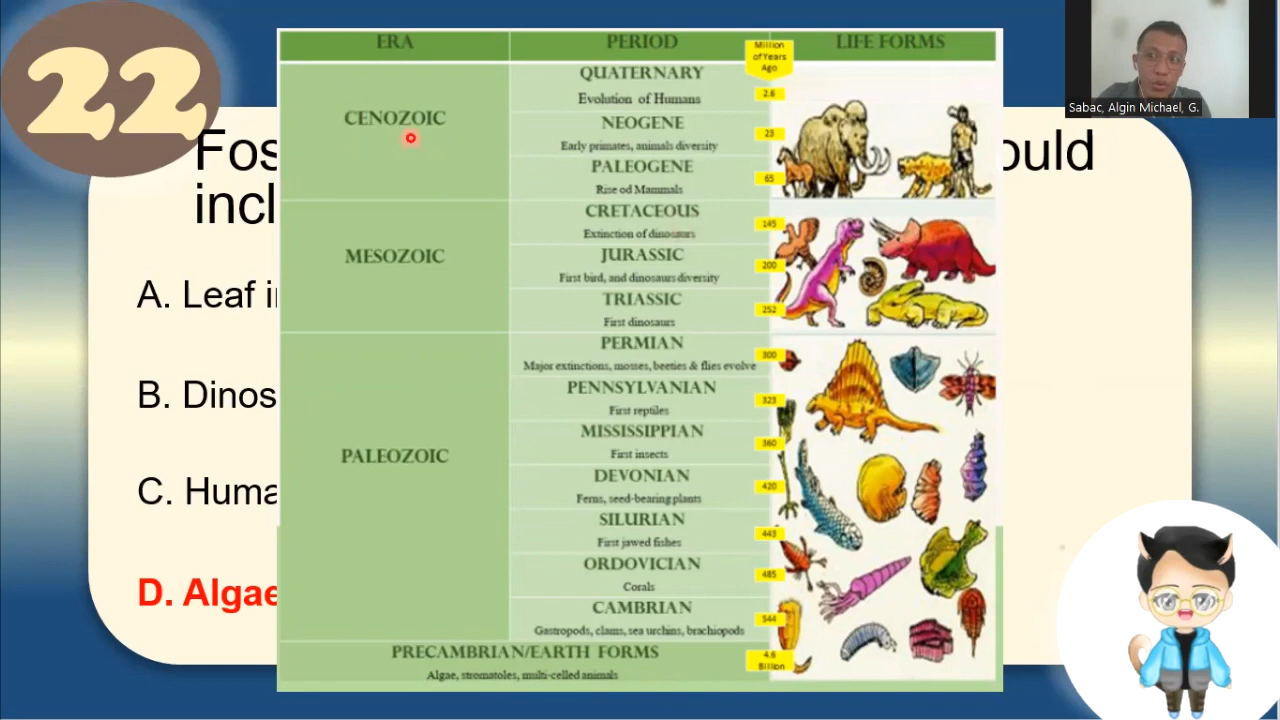 22
Sabac, Algin Michael, G.
ERA PERIOD Million of Years Ago LIFE FORMS
CENOZOIC
QUATERNARY
Evolution of Humans
2.6
NEOGENE
Early primates, animals diversity
23
PALEOGENE
Rise od Mammals
65
MESOZOIC
CRETACEOUS
Extinction of dinosaurs
145
JURASSIC
First bird, and dinosaurs diversity
200
TRIASSIC
First dinosaurs
252
PALEOZOIC
PERMIAN
Major extinctions, mosses, beeties & flies evolve
300
PENNSYLVANIAN
First reptiles
323
MISSISSIPPIAN
First insects
360
DEVONIAN
Ferns, seed-bearing plants
420
SILURIAN
First jawed fishes
443
ORDOVICIAN
Corals
485
CAMBRIAN
Gastropods, clams, sea urchins, brachiopods
544
PRECAMBRIAN/EARTH FORMS
Algae, stromatoles, multi-celled animals
4.6 Billion
Fos ould
incl
A. Leaf i
B. Dinos
C. Huma
D. Algae